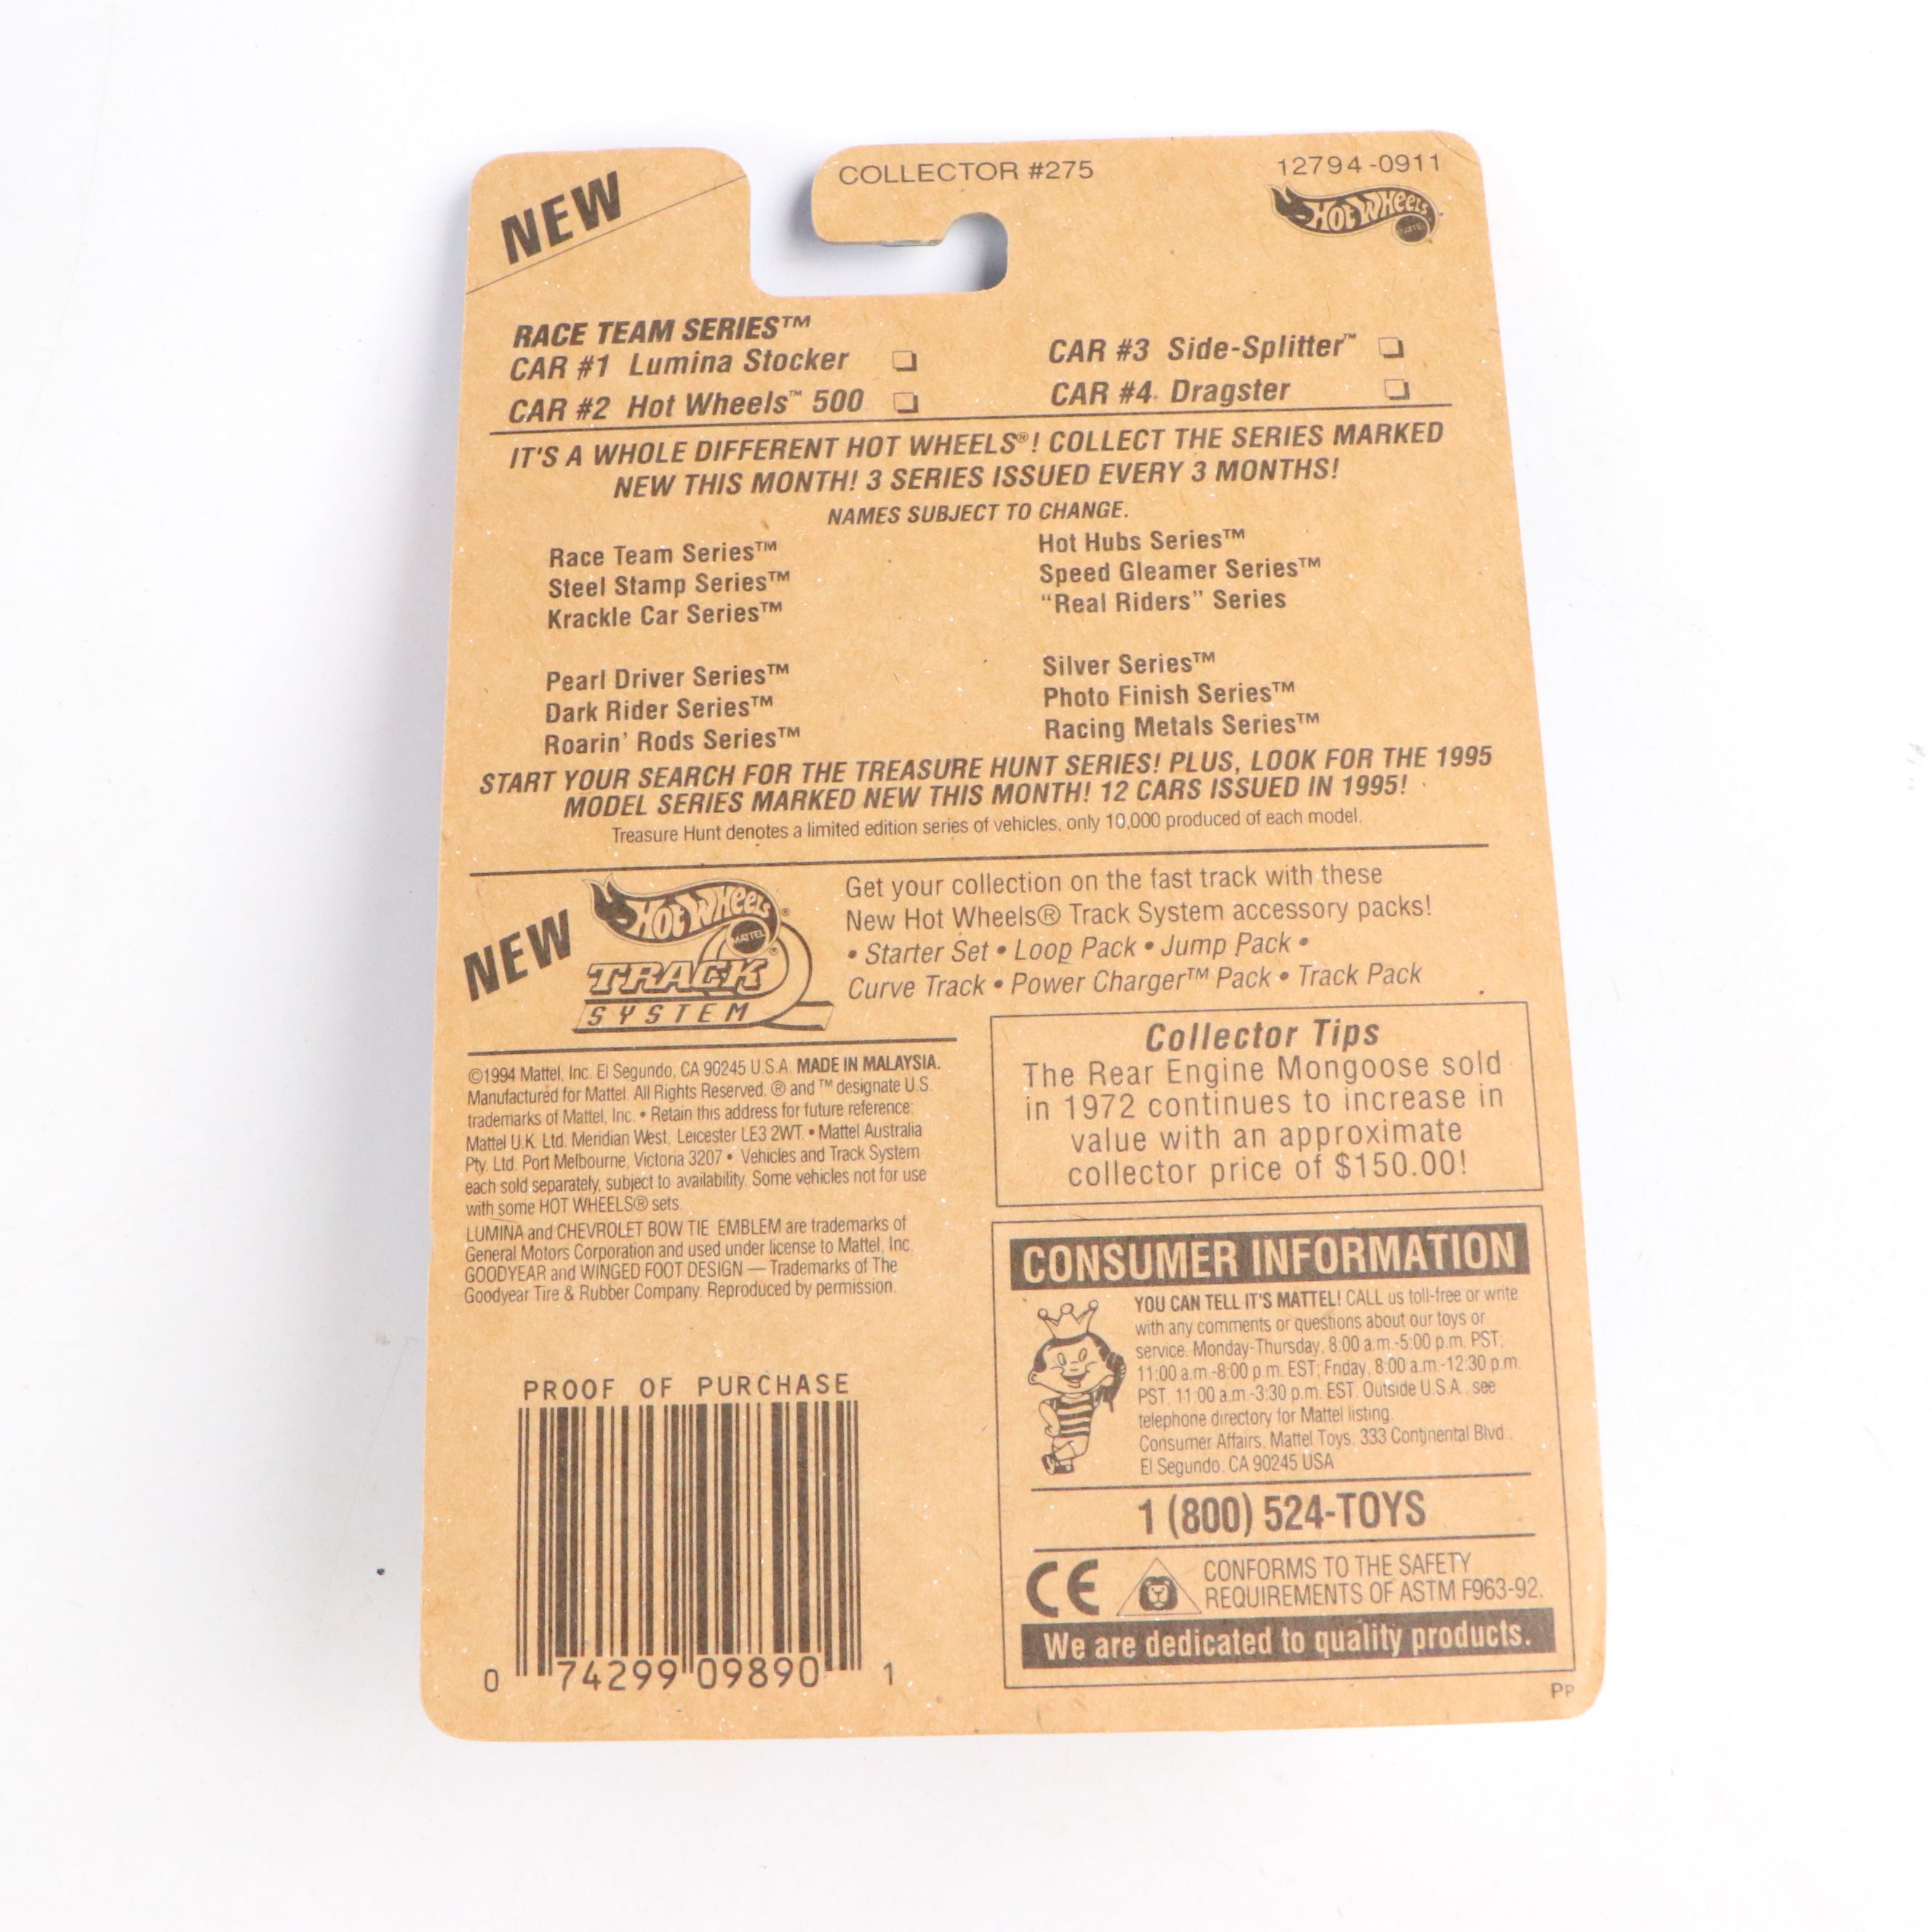 COLLECTOR #275
12794-0911
NEW
HOT WHEELS
MATTEL
RACE TEAM SERIES™
CAR #1 Lumina Stocker
CAR #2 Hot Wheels™ 500
CAR #3 Side-Splitter™
CAR #4 Dragster
IT'S A WHOLE DIFFERENT HOT WHEELS®! COLLECT THE SERIES MARKED
NEW THIS MONTH! 3 SERIES ISSUED EVERY 3 MONTHS!
NAMES SUBJECT TO CHANGE.
Race Team Series™
Steel Stamp Series™
Krackle Car Series™
Pearl Driver Series™
Dark Rider Series™
Roarin' Rods Series™
Hot Hubs Series™
Speed Gleamer Series™
“Real Riders” Series
Silver Series™
Photo Finish Series™
Racing Metals Series™
START YOUR SEARCH FOR THE TREASURE HUNT SERIES! PLUS, LOOK FOR THE 1995
MODEL SERIES MARKED NEW THIS MONTH! 12 CARS ISSUED IN 1995!
Treasure Hunt denotes a limited edition series of vehicles, only 10,000 produced of each model.
NEW
HOT WHEELS®
MATTEL®
TRACK
SYSTEM
Get your collection on the fast track with these
New Hot Wheels® Track System accessory packs!
• Starter Set • Loop Pack • Jump Pack •
Curve Track • Power Charger™ Pack • Track Pack
©1994 Mattel, Inc. El Segundo, CA 90245 U.S.A. MADE IN MALAYSIA.
Manufactured for Mattel. All Rights Reserved. ® and ™ designate U.S.
trademarks of Mattel, Inc. • Retain this address for future reference:
Mattel U.K. Ltd. Meridian West, Leicester LE3 2WT. • Mattel Australia
Pty. Ltd. Port Melbourne, Victoria 3207 • Vehicles and Track System
each sold separately, subject to availability. Some vehicles not for use
with some HOT WHEELS® sets.
LUMINA and CHEVROLET BOW TIE EMBLEM are trademarks of
General Motors Corporation and used under license to Mattel, Inc.
GOODYEAR and WINGED FOOT DESIGN — Trademarks of The
Goodyear Tire & Rubber Company. Reproduced by permission.
Collector Tips
The Rear Engine Mongoose sold
in 1972 continues to increase in
value with an approximate
collector price of $150.00!
PROOF OF PURCHASE
0 74299 09890 1
CONSUMER INFORMATION
YOU CAN TELL IT'S MATTEL! CALL us toll-free or write
with any comments or questions about our toys or
service. Monday-Thursday, 8:00 a.m.-5:00 p.m. PST;
11:00 a.m.-8:00 p.m. EST; Friday, 8:00 a.m.-12:30 p.m.
PST. 11:00 a.m.-3:30 p.m. EST. Outside U.S.A., see
telephone directory for Mattel listing.
Consumer Affairs, Mattel Toys, 333 Continental Blvd.,
El Segundo, CA 90245 USA
1 (800) 524-TOYS
CE
CONFORMS TO THE SAFETY
REQUIREMENTS OF ASTM F963-92.
We are dedicated to quality products.
PP